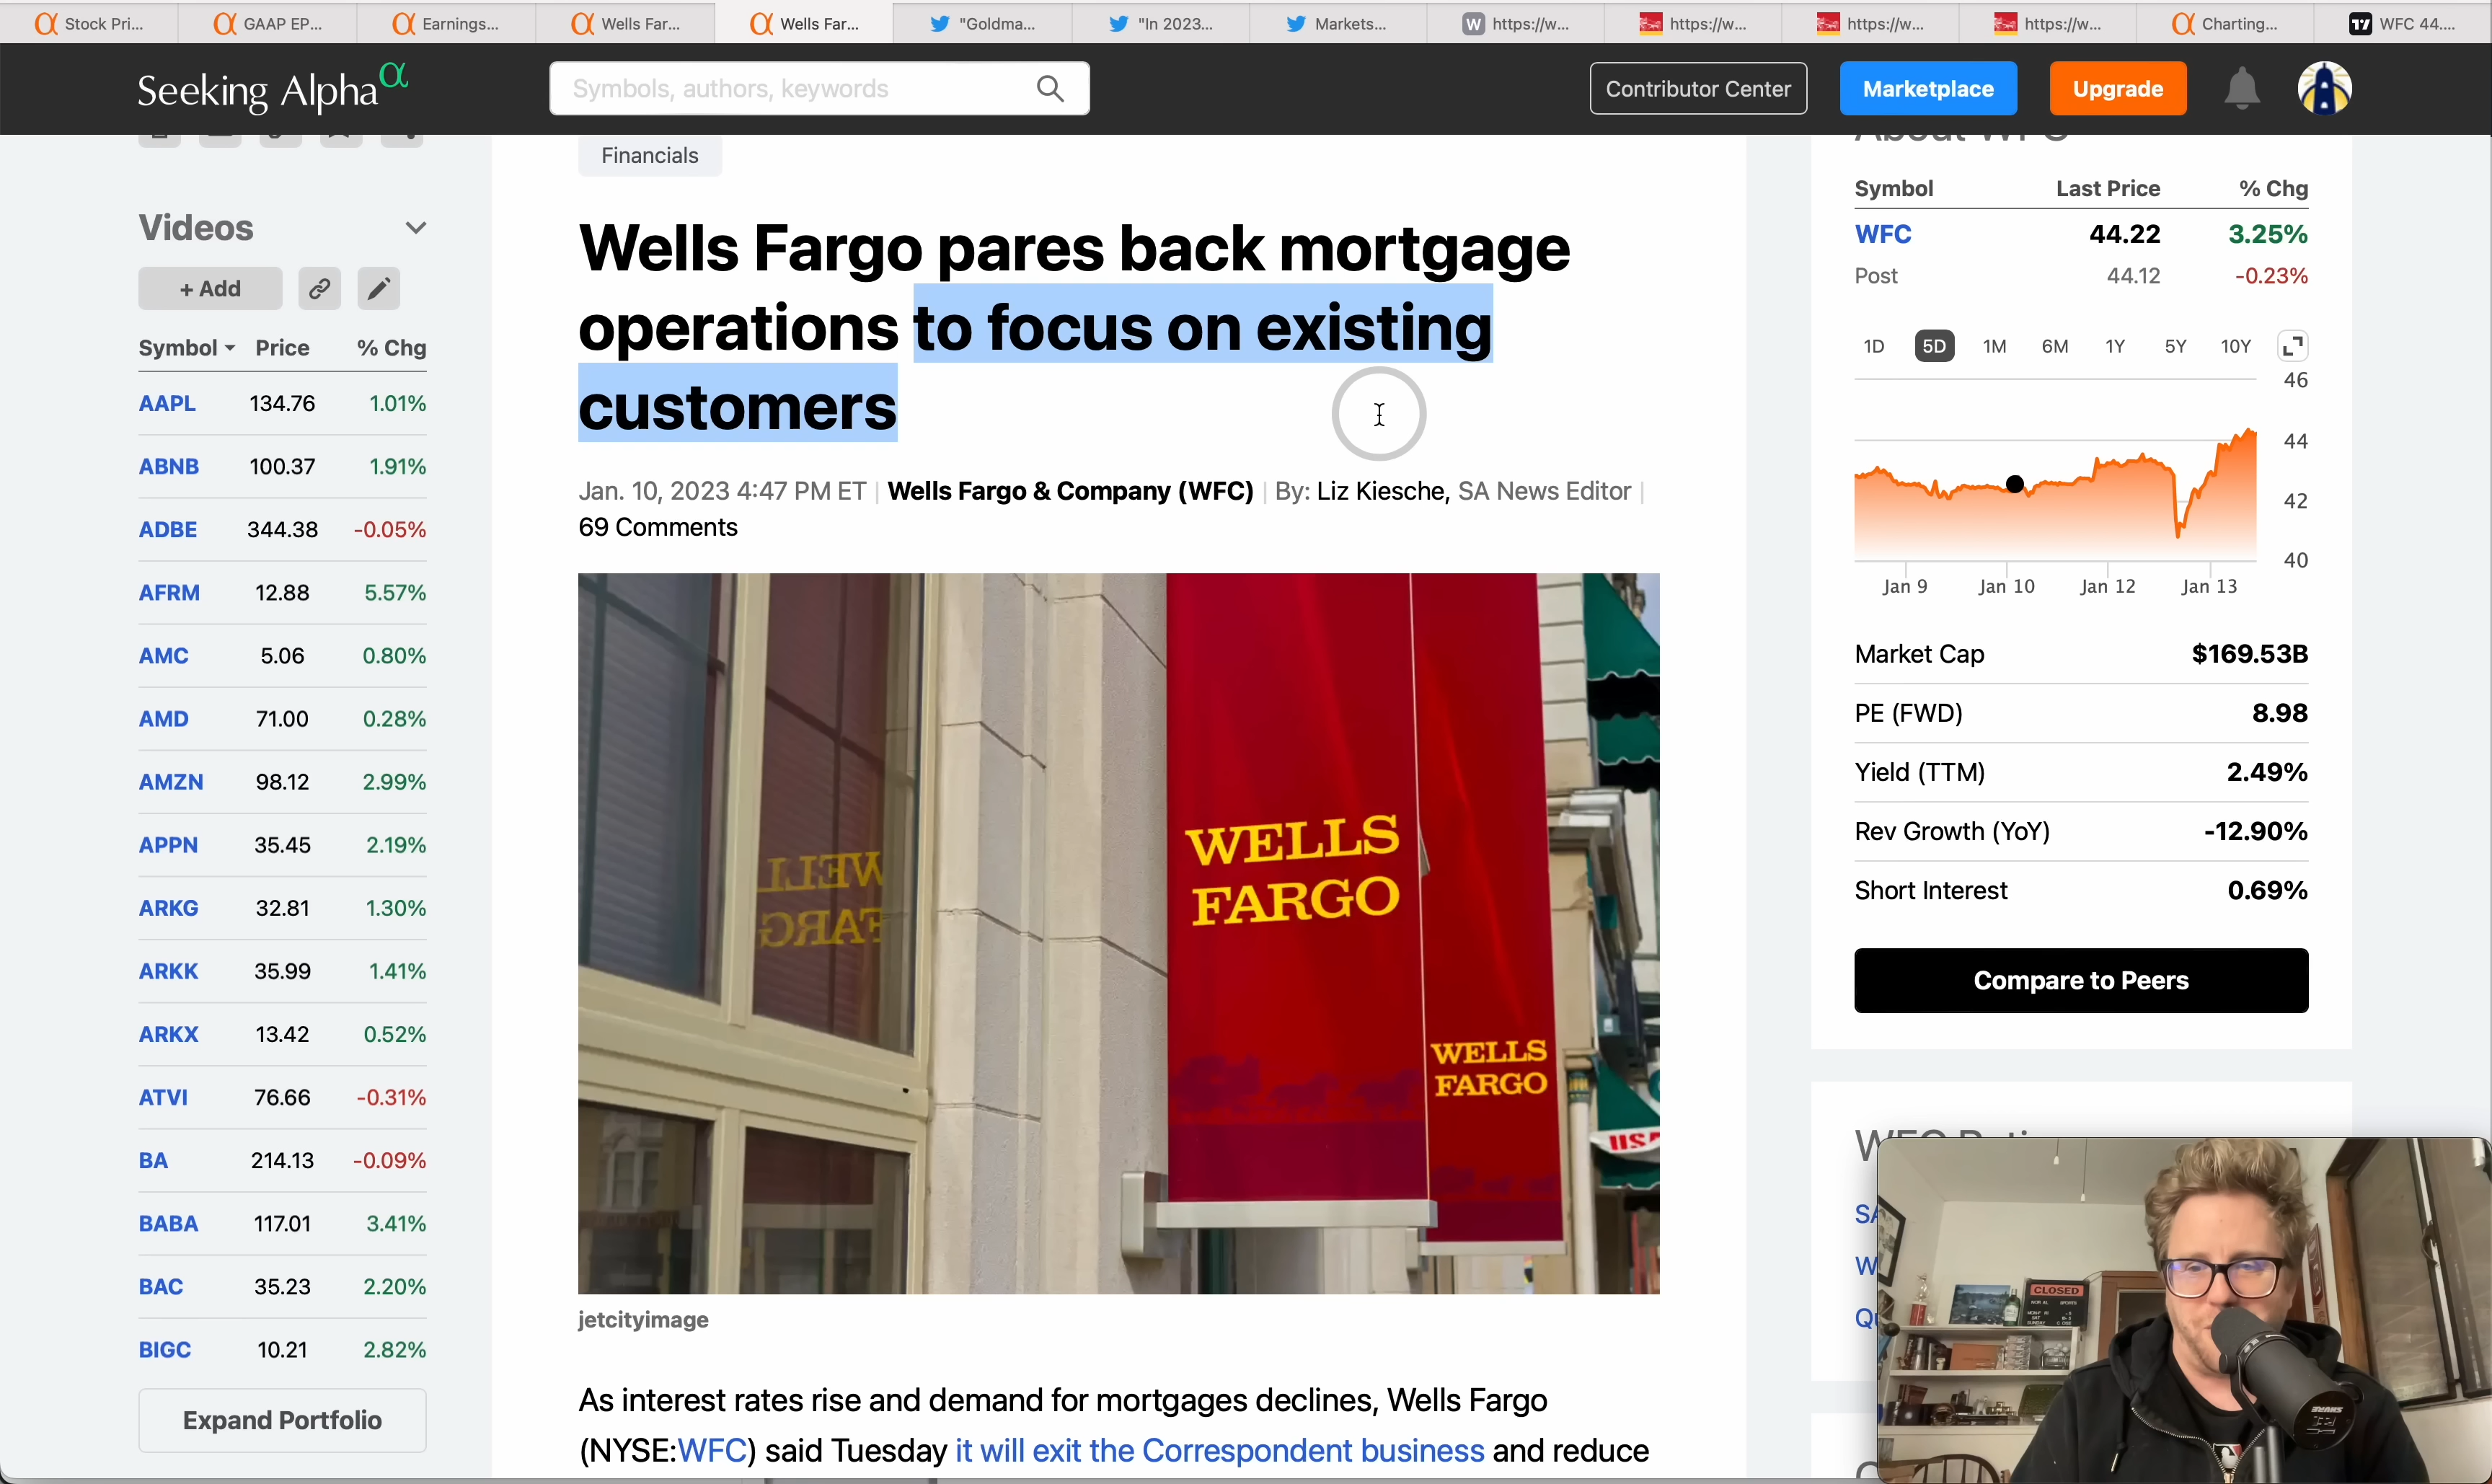 Stock Pri...
GAAP EP...
Earnings...
Wells Far...
Wells Far...
"Goldma...
"In 2023...
Markets...
W
https://w...
https://w...
https://w...
https://w...
Charting...
WFC 44....
Seeking Alpha α
Symbols, authors, keywords
Contributor Center
Marketplace
Upgrade
Videos
+ Add
Symbol Price % Chg
AAPL 134.76 1.01%
ABNB 100.37 1.91%
ADBE 344.38 -0.05%
AFRM 12.88 5.57%
AMC 5.06 0.80%
AMD 71.00 0.28%
AMZN 98.12 2.99%
APPN 35.45 2.19%
ARKG 32.81 1.30%
ARKK 35.99 1.41%
ARKX 13.42 0.52%
ATVI 76.66 -0.31%
BA 214.13 -0.09%
BABA 117.01 3.41%
BAC 35.23 2.20%
BIGC 10.21 2.82%
Expand Portfolio
Financials
Wells Fargo pares back mortgage
operations to focus on existing
customers
Jan. 10, 2023 4:47 PM ET | Wells Fargo & Company (WFC) | By: Liz Kiesche, SA News Editor |
69 Comments
WELLS
FARGO
WELLS
FARGO
WELL
FARG
jetcityimage
As interest rates rise and demand for mortgages declines, Wells Fargo
(NYSE:WFC) said Tuesday it will exit the Correspondent business and reduce
About WFC
Symbol Last Price % Chg
WFC 44.22 3.25%
Post 44.12 -0.23%
1D 5D 1M 6M 1Y 5Y 10Y
46
44
42
40
Jan 9 Jan 10 Jan 12 Jan 13
Market Cap $169.53B
PE (FWD) 8.98
Yield (TTM) 2.49%
Rev Growth (YoY) -12.90%
Short Interest 0.69%
Compare to Peers
CLOSED
SHURE